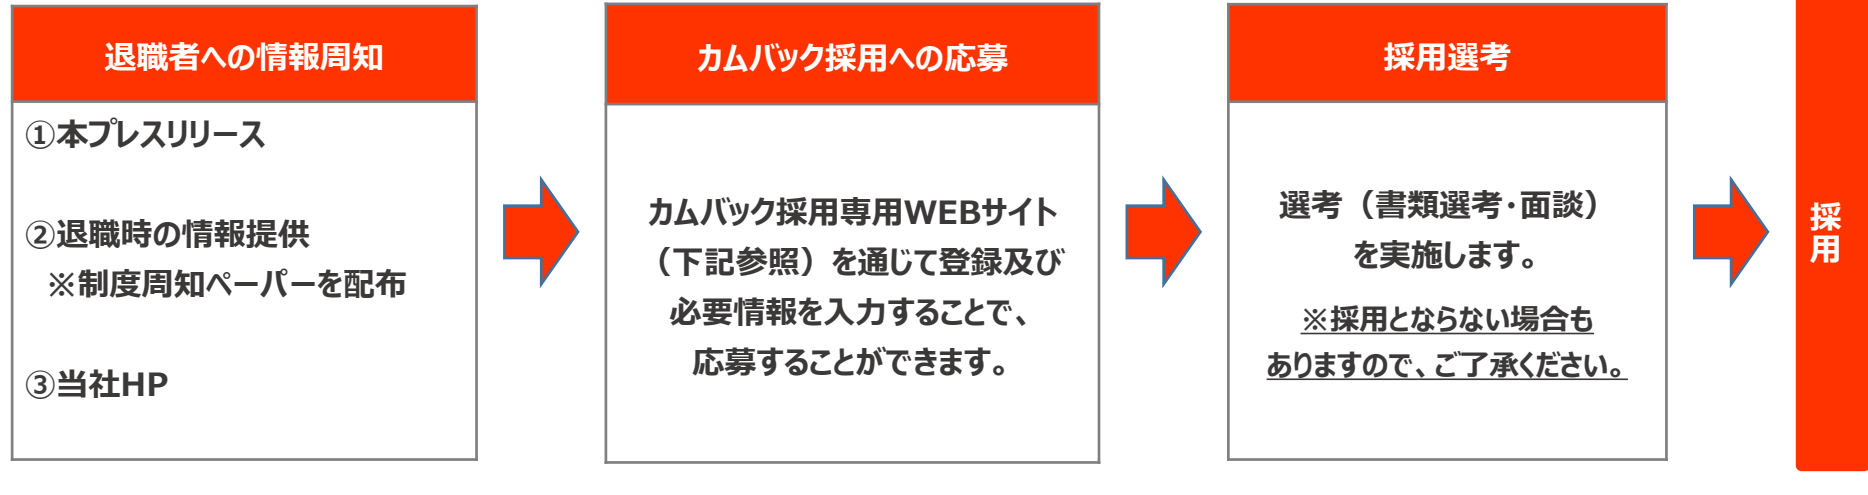 退職者への情報周知
①本プレスリリース
②退職時の情報提供
※制度周知ペーパーを配布
③当社HP
カムバック採用への応募
カムバック採用専用WEBサイト
（下記参照）を通じて登録及び
必要情報を入力することで、
応募することができます。
採用選考
選考（書類選考・面談）
を実施します。
※採用とならない場合も
ありますので、ご了承ください。
採用